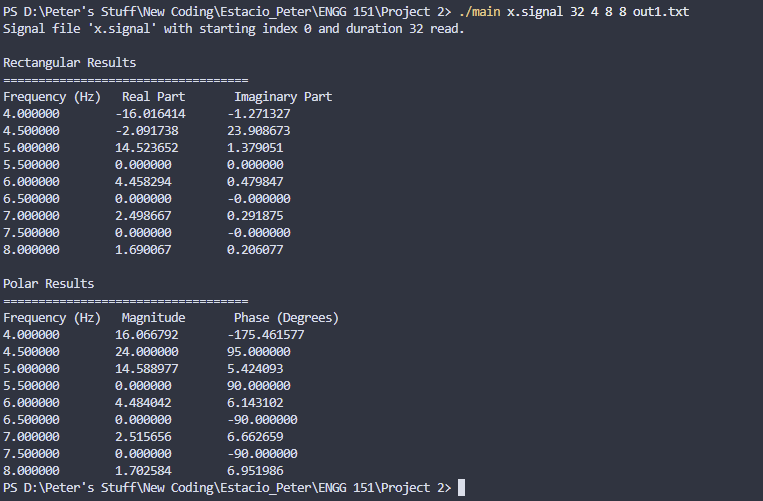 PS D:\Peter's Stuff\New Coding\Estacio_Peter\ENGG 151\Project 2> ./main x.signal 32 4 8 8 out1.txt
Signal file 'x.signal' with starting index 0 and duration 32 read.

Rectangular Results
===================================
Frequency (Hz)   Real Part       Imaginary Part
4.000000        -16.016414      -1.271327
4.500000        -2.091738       23.908673
5.000000        14.523652       1.379051
5.500000        0.000000        0.000000
6.000000        4.458294        0.479847
6.500000        0.000000        -0.000000
7.000000        2.498667        0.291875
7.500000        0.000000        -0.000000
8.000000        1.690067        0.206077

Polar Results
===================================
Frequency (Hz)   Magnitude       Phase (Degrees)
4.000000        16.066792       -175.461577
4.500000        24.000000       95.000000
5.000000        14.588977       5.424093
5.500000        0.000000        90.000000
6.000000        4.484042        6.143102
6.500000        0.000000        -90.000000
7.000000        2.515656        6.662659
7.500000        0.000000        -90.000000
8.000000        1.702584        6.951986
PS D:\Peter's Stuff\New Coding\Estacio_Peter\ENGG 151\Project 2>